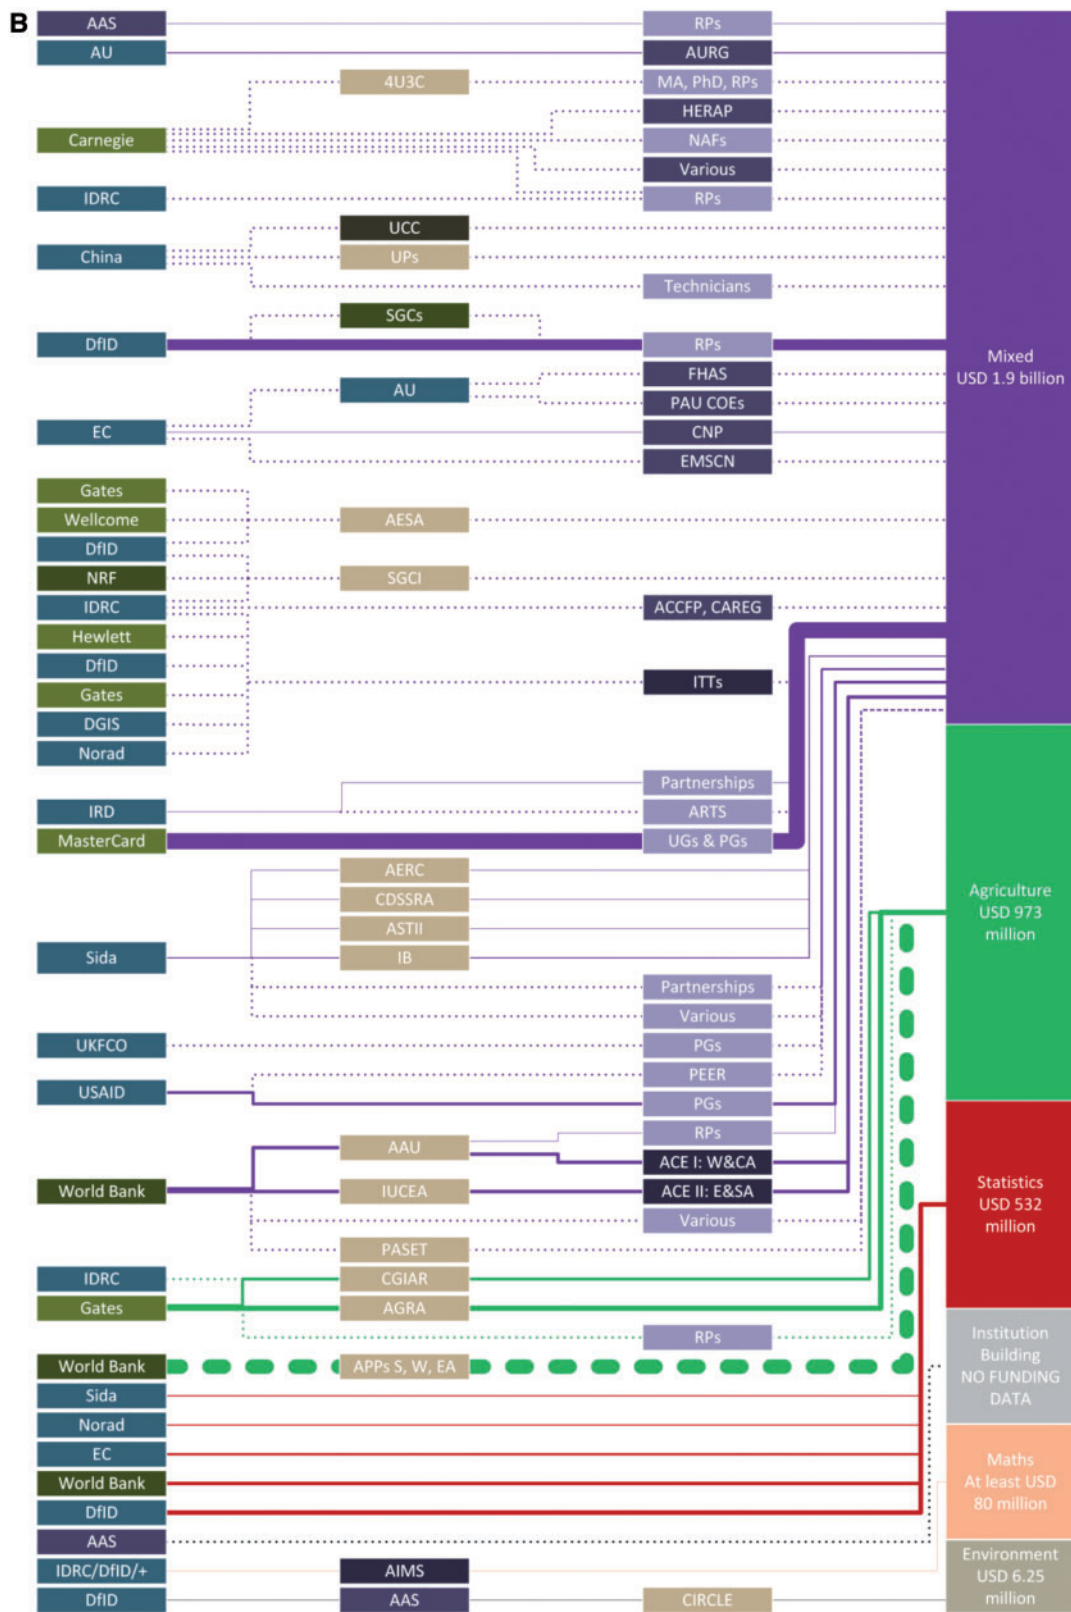 B
AAS
RPs
AU
AURG
4U3C
MA, PhD, RPs
HERAP
Carnegie
NAFs
Various
IDRC
RPs
UCC
China
UPs
Technicians
SGCs
DfID
RPs
Mixed
USD 1.9 billion
FHAS
AU
PAU COEs
EC
CNP
EMSCN
Gates
Wellcome
AESA
DfID
NRF
SGCI
IDRC
ACCFP, CAREG
Hewlett
DfID
Gates
ITTs
DGIS
Norad
Partnerships
IRD
ARTS
MasterCard
UGs & PGs
AERC
CDSSRA
Agriculture
USD 973
million
ASTII
Sida
IB
Partnerships
Various
UKFCO
PGs
PEER
USAID
PGs
RPs
AAU
ACE I: W&CA
World Bank
IUCEA
ACE II: E&SA
Statistics
USD 532
million
Various
PASET
IDRC
CGIAR
Gates
AGRA
RPs
Institution
Building
NO FUNDING
DATA
World Bank
APPs S, W, EA
Sida
Norad
EC
World Bank
Maths
At least USD
80 million
DfID
AAS
IDRC/DfID/+
AIMS
Environment
USD 6.25
million
DfID
AAS
CIRCLE